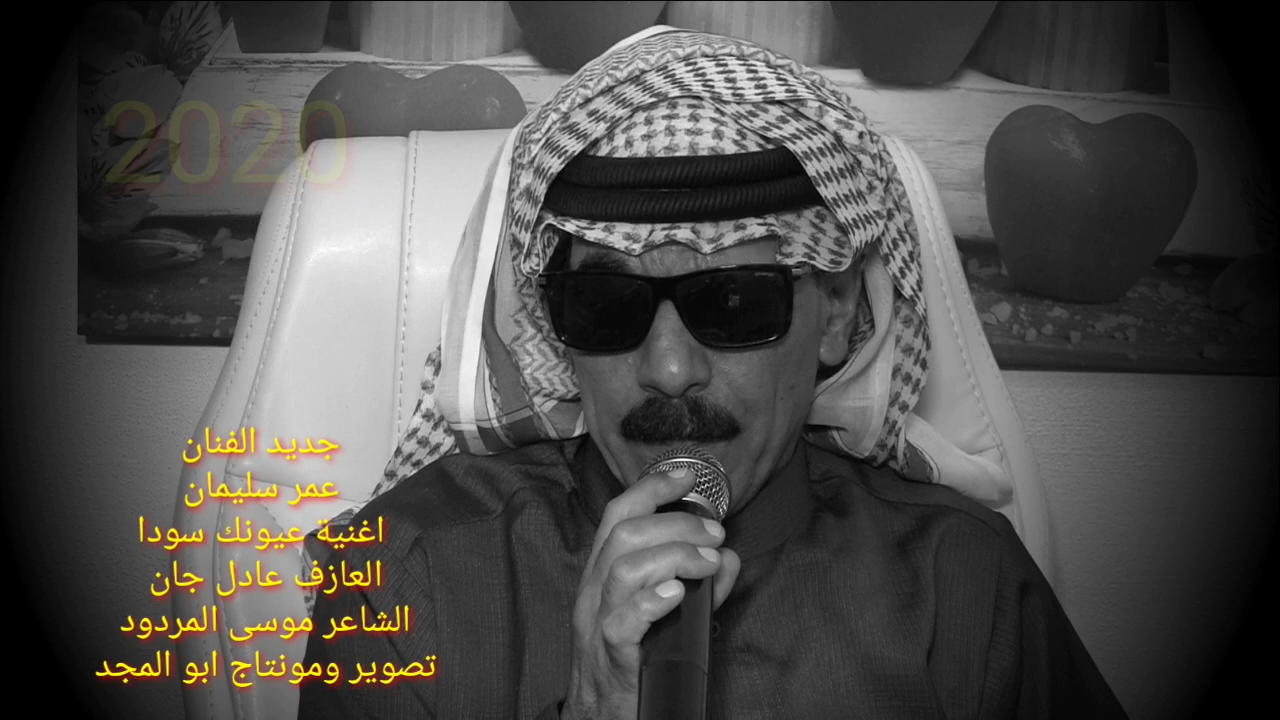 2020
جديد الفنان
عمر سليمان
اغنية عيونك سودا
العازف عادل جان
الشاعر موسى المردود
تصوير ومونتاج ابو المجد